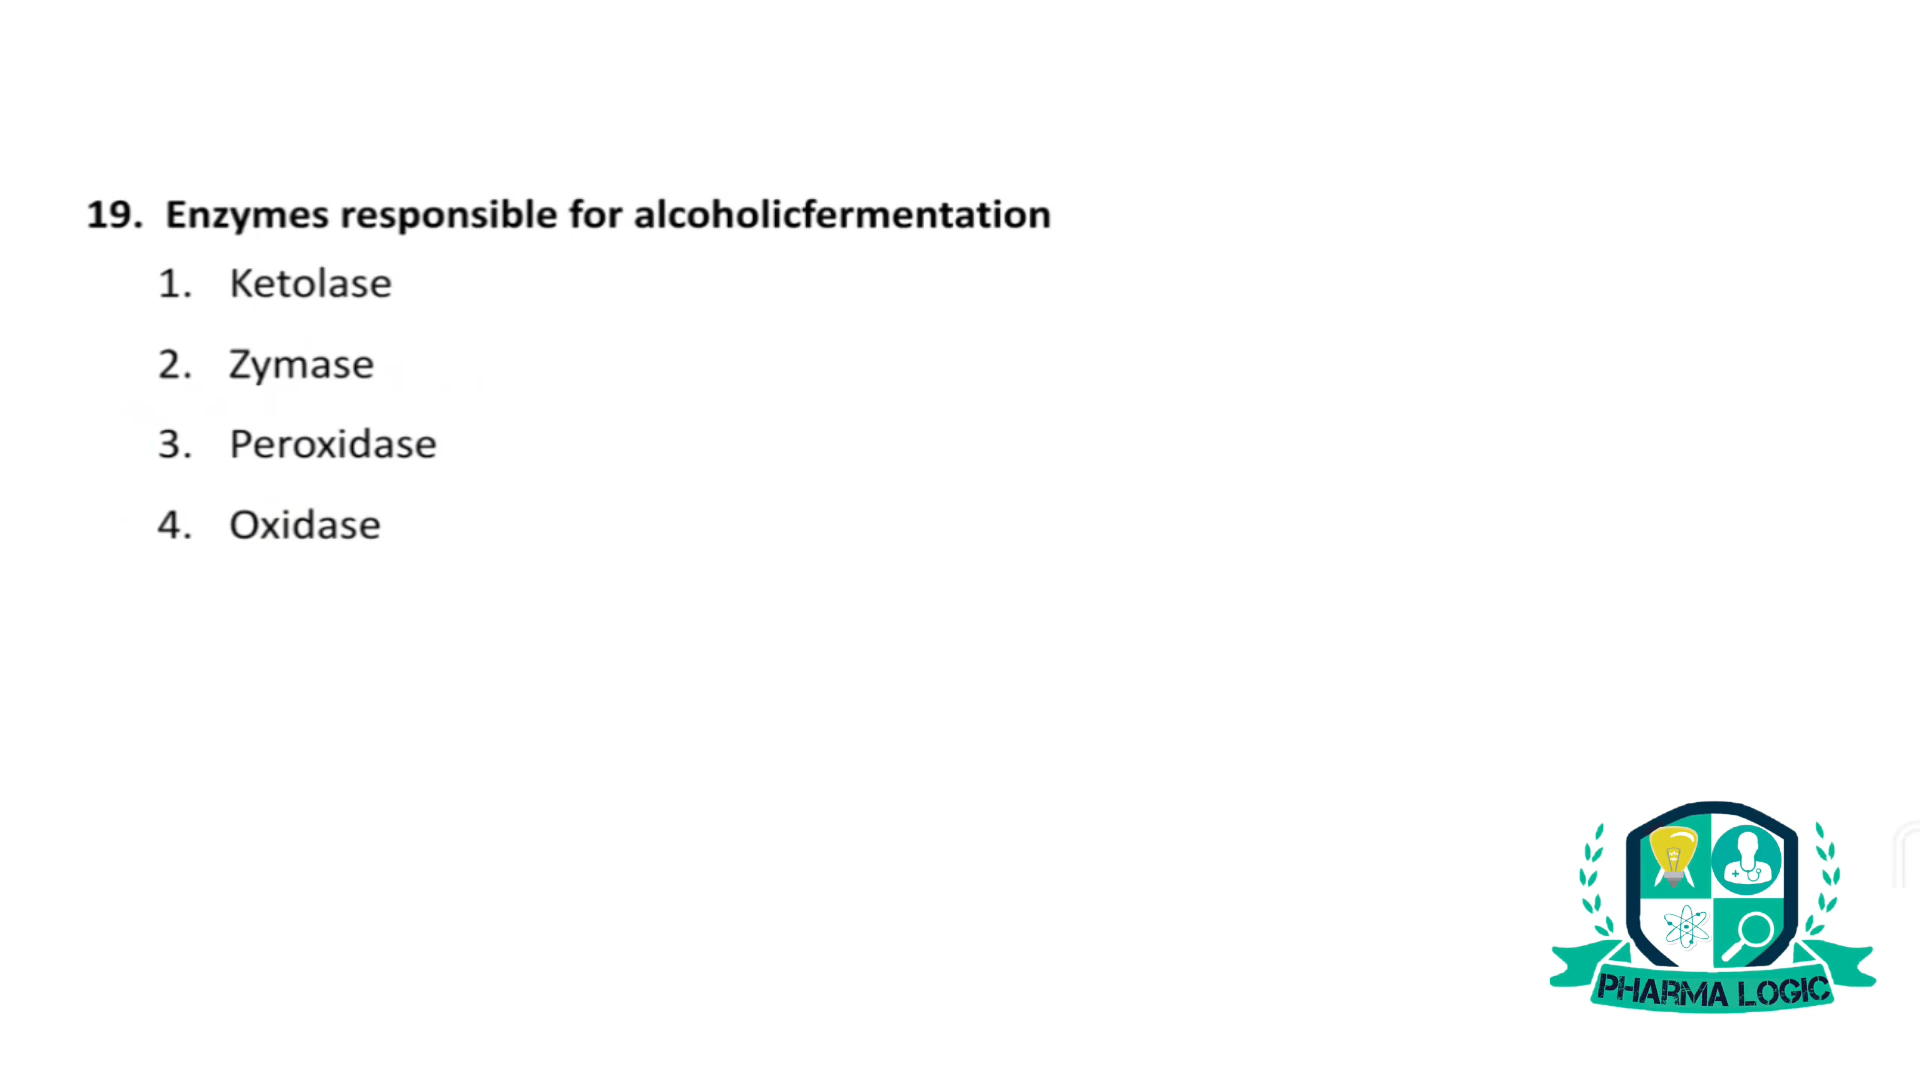 19. Enzymes responsible for alcoholicfermentation
1. Ketolase
2. Zymase
3. Peroxidase
4. Oxidase
PHARMA LOGIC